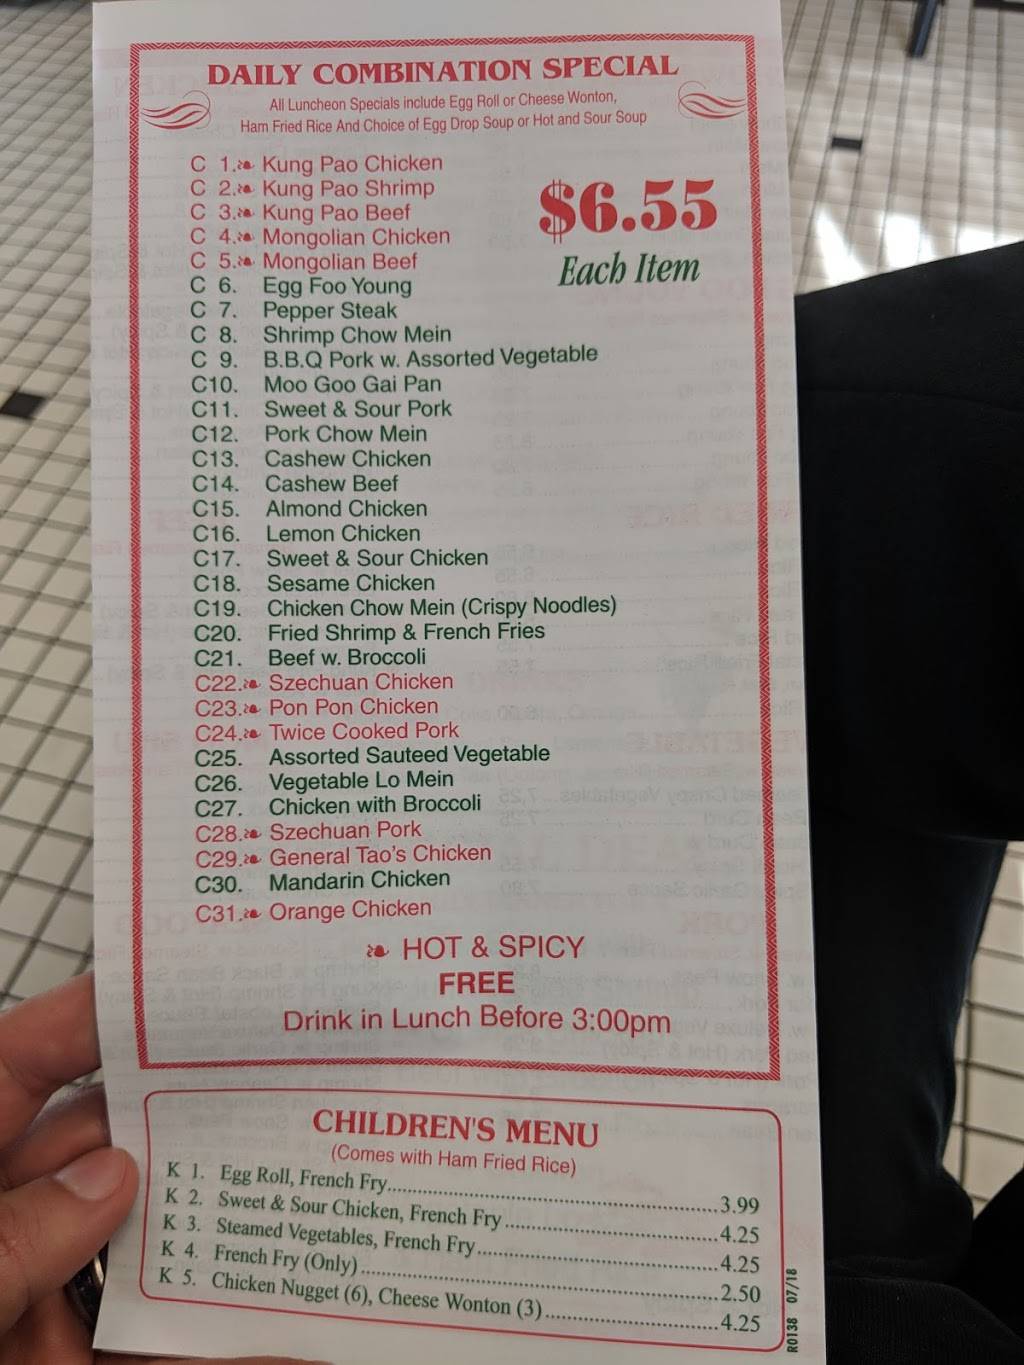 DAILY COMBINATION SPECIAL
All Luncheon Specials include Egg Roll or Cheese Wonton,
Ham Fried Rice And Choice of Egg Drop Soup or Hot and Sour Soup
$6.55
Each Item
C 1. Kung Pao Chicken
C 2. Kung Pao Shrimp
C 3. Kung Pao Beef
C 4. Mongolian Chicken
C 5. Mongolian Beef
C 6. Egg Foo Young
C 7. Pepper Steak
C 8. Shrimp Chow Mein
C 9. B.B.Q Pork w. Assorted Vegetable
C10. Moo Goo Gai Pan
C11. Sweet & Sour Pork
C12. Pork Chow Mein
C13. Cashew Chicken
C14. Cashew Beef
C15. Almond Chicken
C16. Lemon Chicken
C17. Sweet & Sour Chicken
C18. Sesame Chicken
C19. Chicken Chow Mein (Crispy Noodles)
C20. Fried Shrimp & French Fries
C21. Beef w. Broccoli
C22. Szechuan Chicken
C23. Pon Pon Chicken
C24. Twice Cooked Pork
C25. Assorted Sauteed Vegetable
C26. Vegetable Lo Mein
C27. Chicken with Broccoli
C28. Szechuan Pork
C29. General Tao's Chicken
C30. Mandarin Chicken
C31. Orange Chicken
HOT & SPICY
FREE
Drink in Lunch Before 3:00pm
CHILDREN'S MENU
(Comes with Ham Fried Rice)
K 1. Egg Roll, French Fry........3.99
K 2. Sweet & Sour Chicken, French Fry........4.25
K 3. Steamed Vegetables, French Fry........4.25
K 4. French Fry (Only)........2.50
K 5. Chicken Nugget (6), Cheese Wonton (3)........4.25
R0138 07/18